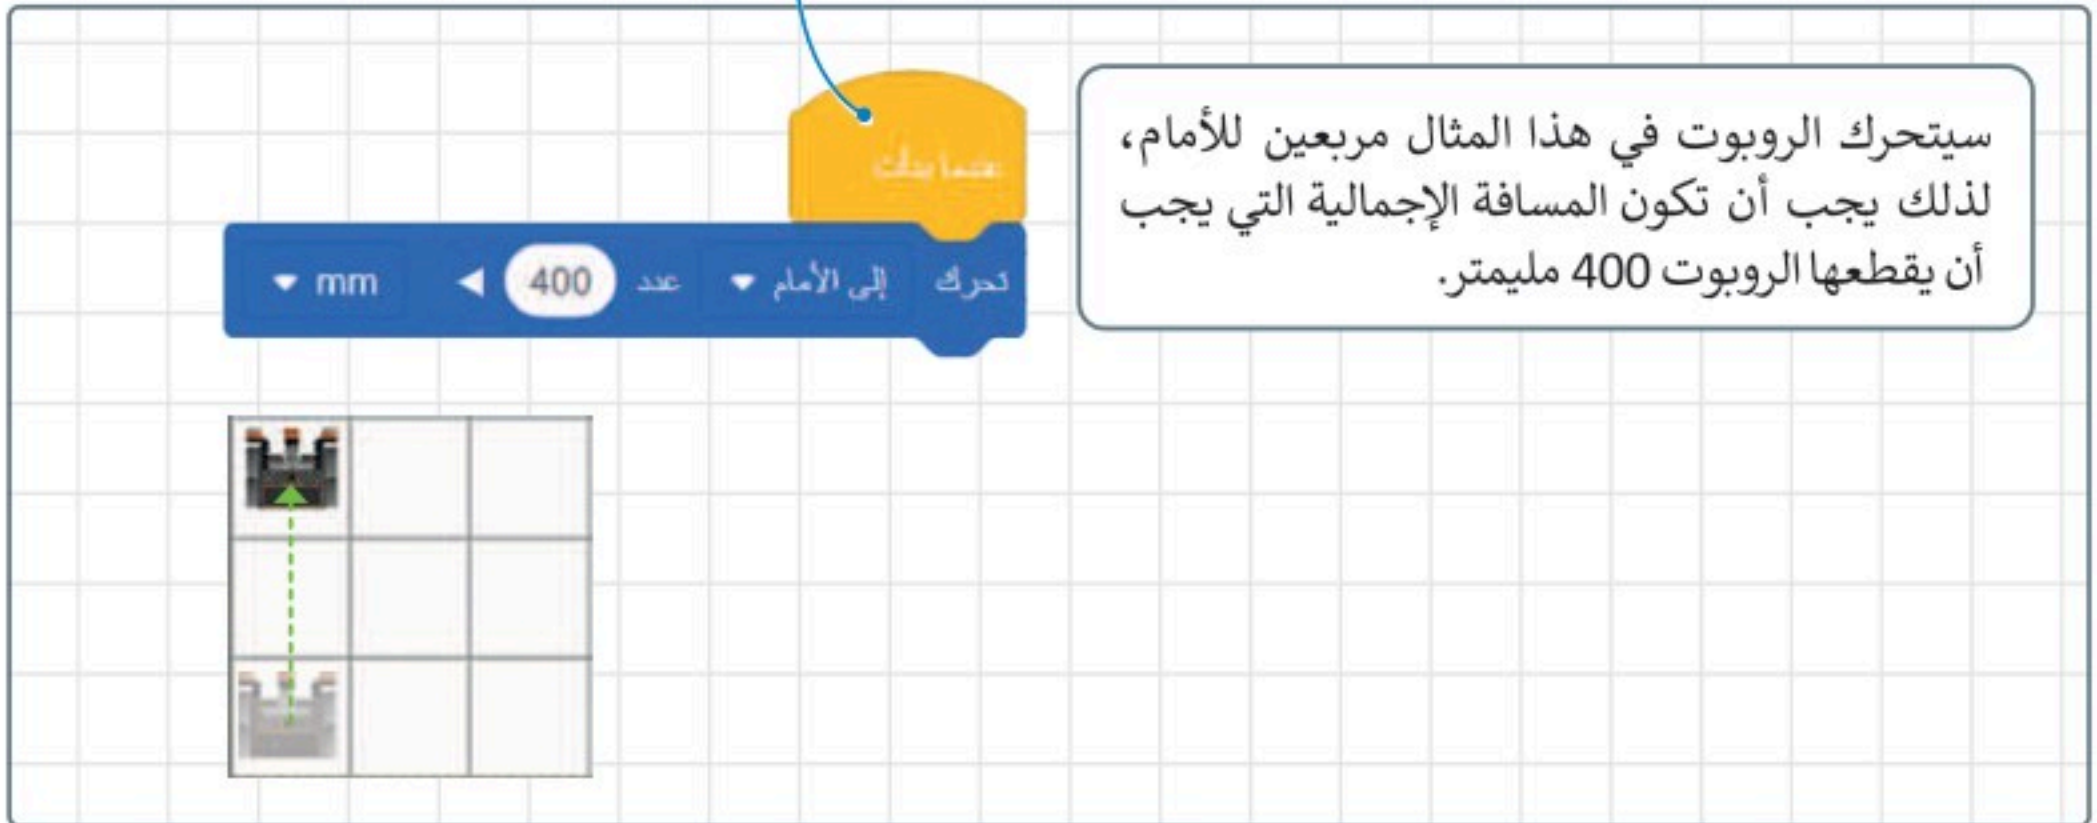 عندما بدأت
سيتحرك الروبوت في هذا المثال مربعين للأمام،
لذلك يجب أن تكون المسافة الإجمالية التي يجب
أن يقطعها الروبوت 400 مليمتر.
تحرك إلى الأمام عدد 400 mm